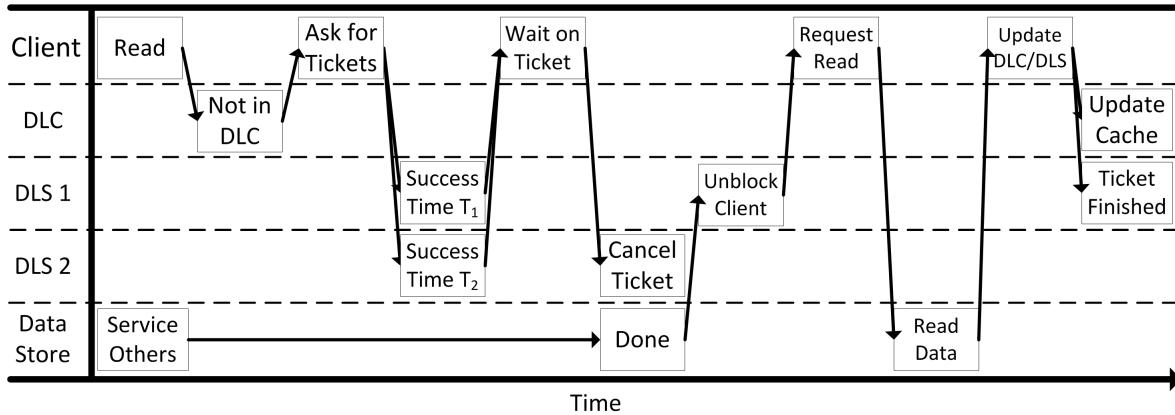 Client
Read
Ask for
Tickets
Wait on
Ticket
Request
Read
Update
DLC/DLS
DLC
Not in
DLC
Update
Cache
DLS 1
Success
Time T₁
Unblock
Client
Ticket
Finished
DLS 2
Success
Time T₂
Cancel
Ticket
Data
Store
Service
Others
Done
Read
Data
Time